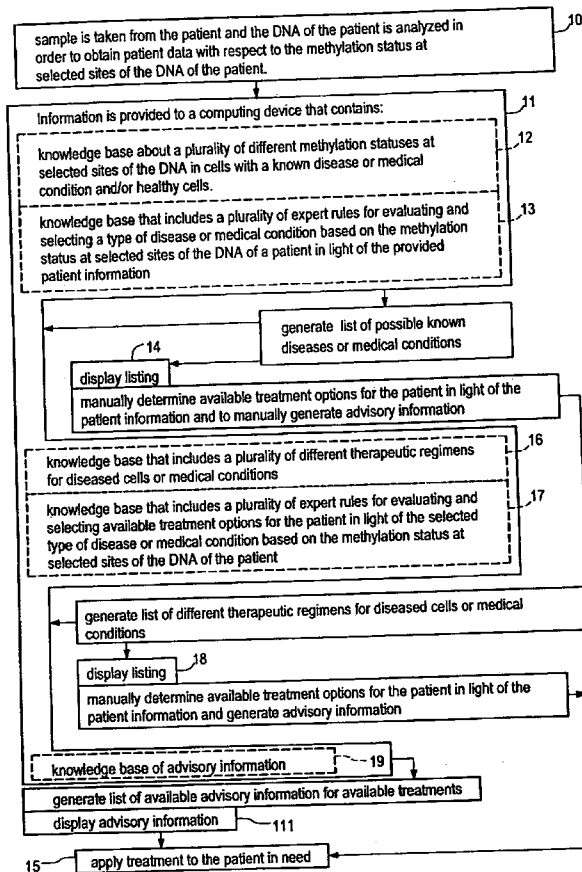 sample is taken from the patient and the DNA of the patient is analyzed in
order to obtain patient data with respect to the methylation status at
selected sites of the DNA of the patient.
10
Information is provided to a computing device that contains:
11
knowledge base about a plurality of different methylation statuses at
selected sites of the DNA in cells with a known disease or medical
condition and/or healthy cells.
12
knowledge base that includes a plurality of expert rules for evaluating and
selecting a type of disease or medical condition based on the methylation
status at selected sites of the DNA of a patient in light of the provided
patient information
13
generate list of possible known
diseases or medical conditions
14
display listing
manually determine available treatment options for the patient in light of the
patient information and to manually generate advisory information
knowledge base that includes a plurality of different therapeutic regimens
for diseased cells or medical conditions
16
knowledge base that includes a plurality of expert rules for evaluating and
selecting available treatment options for the patient in light of the selected
type of disease or medical condition based on the methylation status at
selected sites of the DNA of the patient
17
generate list of different therapeutic regimens for diseased cells or medical
conditions
display listing
18
manually determine available treatment options for the patient in light of the
patient information and generate advisory information
knowledge base of advisory information
19
generate list of available advisory information for available treatments
display advisory information
111
15
apply treatment to the patient in need